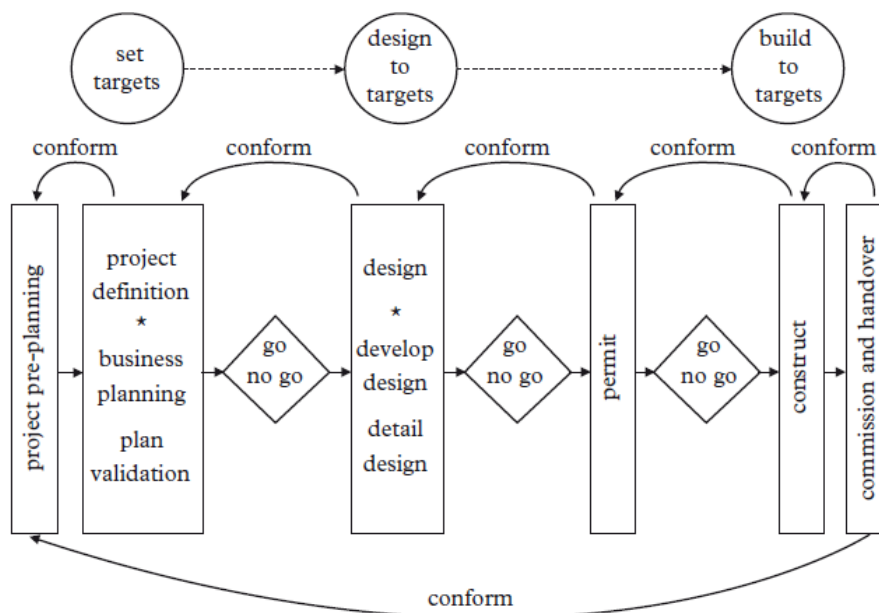 set
targets
design
to
targets
build
to
targets
conform
conform
conform
conform
conform
project pre-planning
project
definition
★
business
planning
plan
validation
go
no go
design
★
develop
design
detail
design
go
no go
permit
go
no go
construct
commission and handover
conform